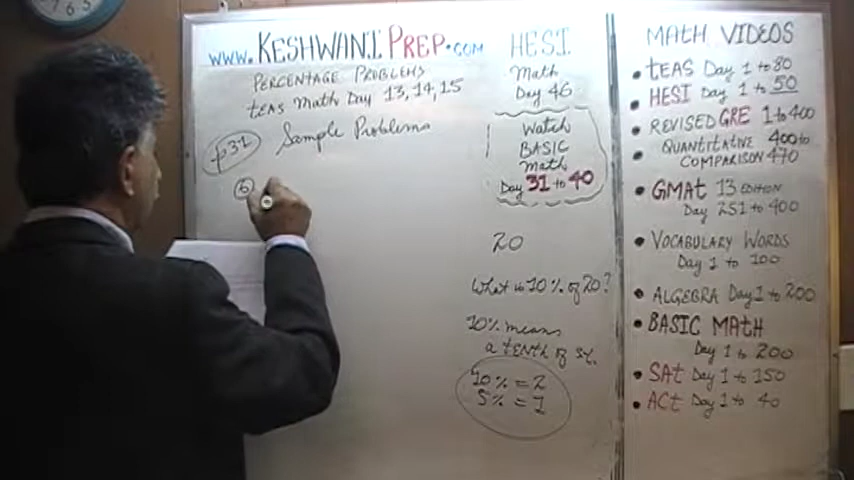 www.KESHWANIPREP.com
PERCENTAGE PROBLEMS
TEAS Math Day 13, 14, 15
p31
Sample Problems
6
HESI
Math
Day 46
Watch
BASIC
Math
Day 31 to 40
20
What is 10% of 20?
10% means
a tenth of st.
10% = 2
5% = 1
MATH VIDEOS
• TEAS Day 1 to 80
• HESI Day 1 to 50
• REVISED GRE 1 to 400
• QUANTITATIVE 400 to
COMPARISON 470
• GMAT 13 EDITION
Day 251 to 400
• VOCABULARY WORDS
Day 1 to 100
• ALGEBRA Day 1 to 200
• BASIC MATH
Day 1 to 200
• SAT Day 1 to 150
• ACT Day 1 to 40
7
6
5